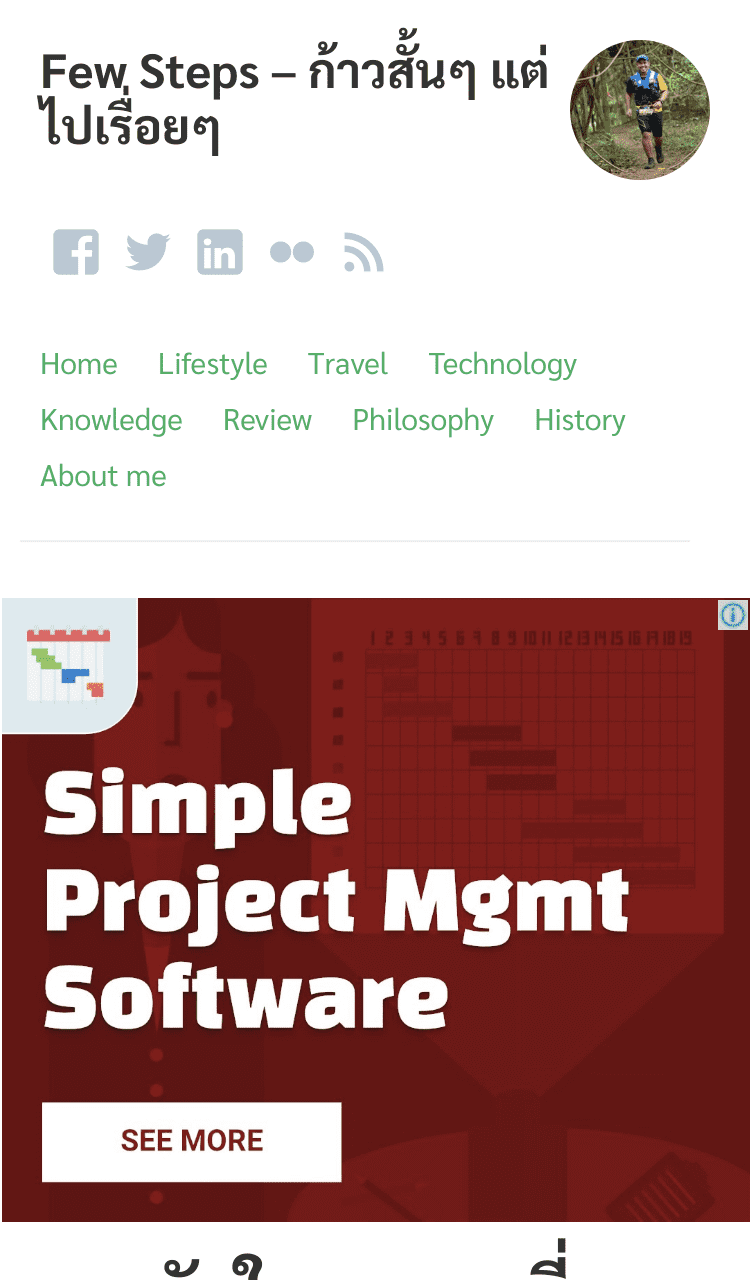 Few Steps – ก้าวสั้นๆ แต่
ไปเรื่อยๆ
Home Lifestyle Travel Technology
Knowledge Review Philosophy History
About me
1 2 3 4 5 6 7 8 9 10 11 12 13 14 15 16 17 18 19
Simple
Project Mgmt
Software
SEE MORE